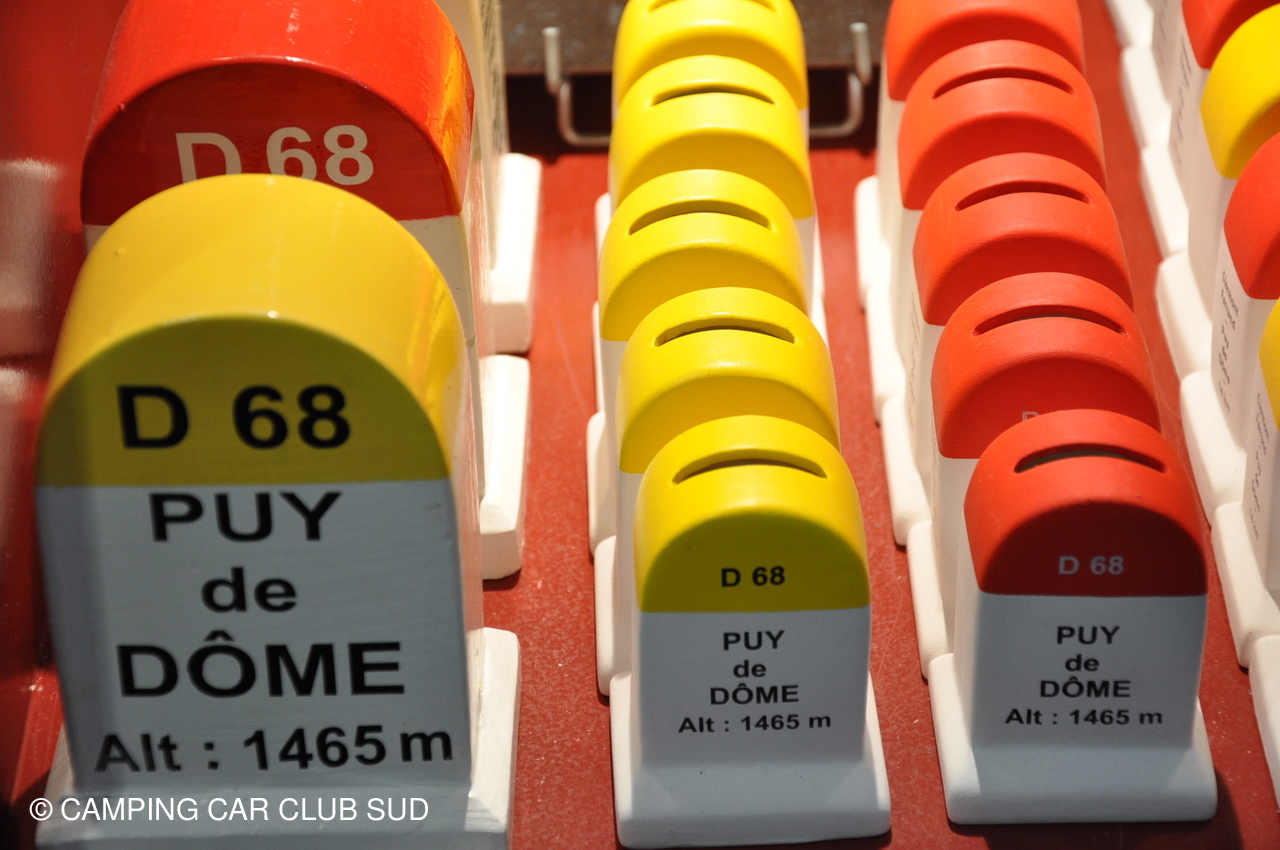 D 68
D 68
PUY
de
DÔME
Alt : 1465 m
D 68
PUY
de
DÔME
Alt : 1465 m
D 68
PUY
de
DÔME
Alt : 1465 m
© CAMPING CAR CLUB SUD